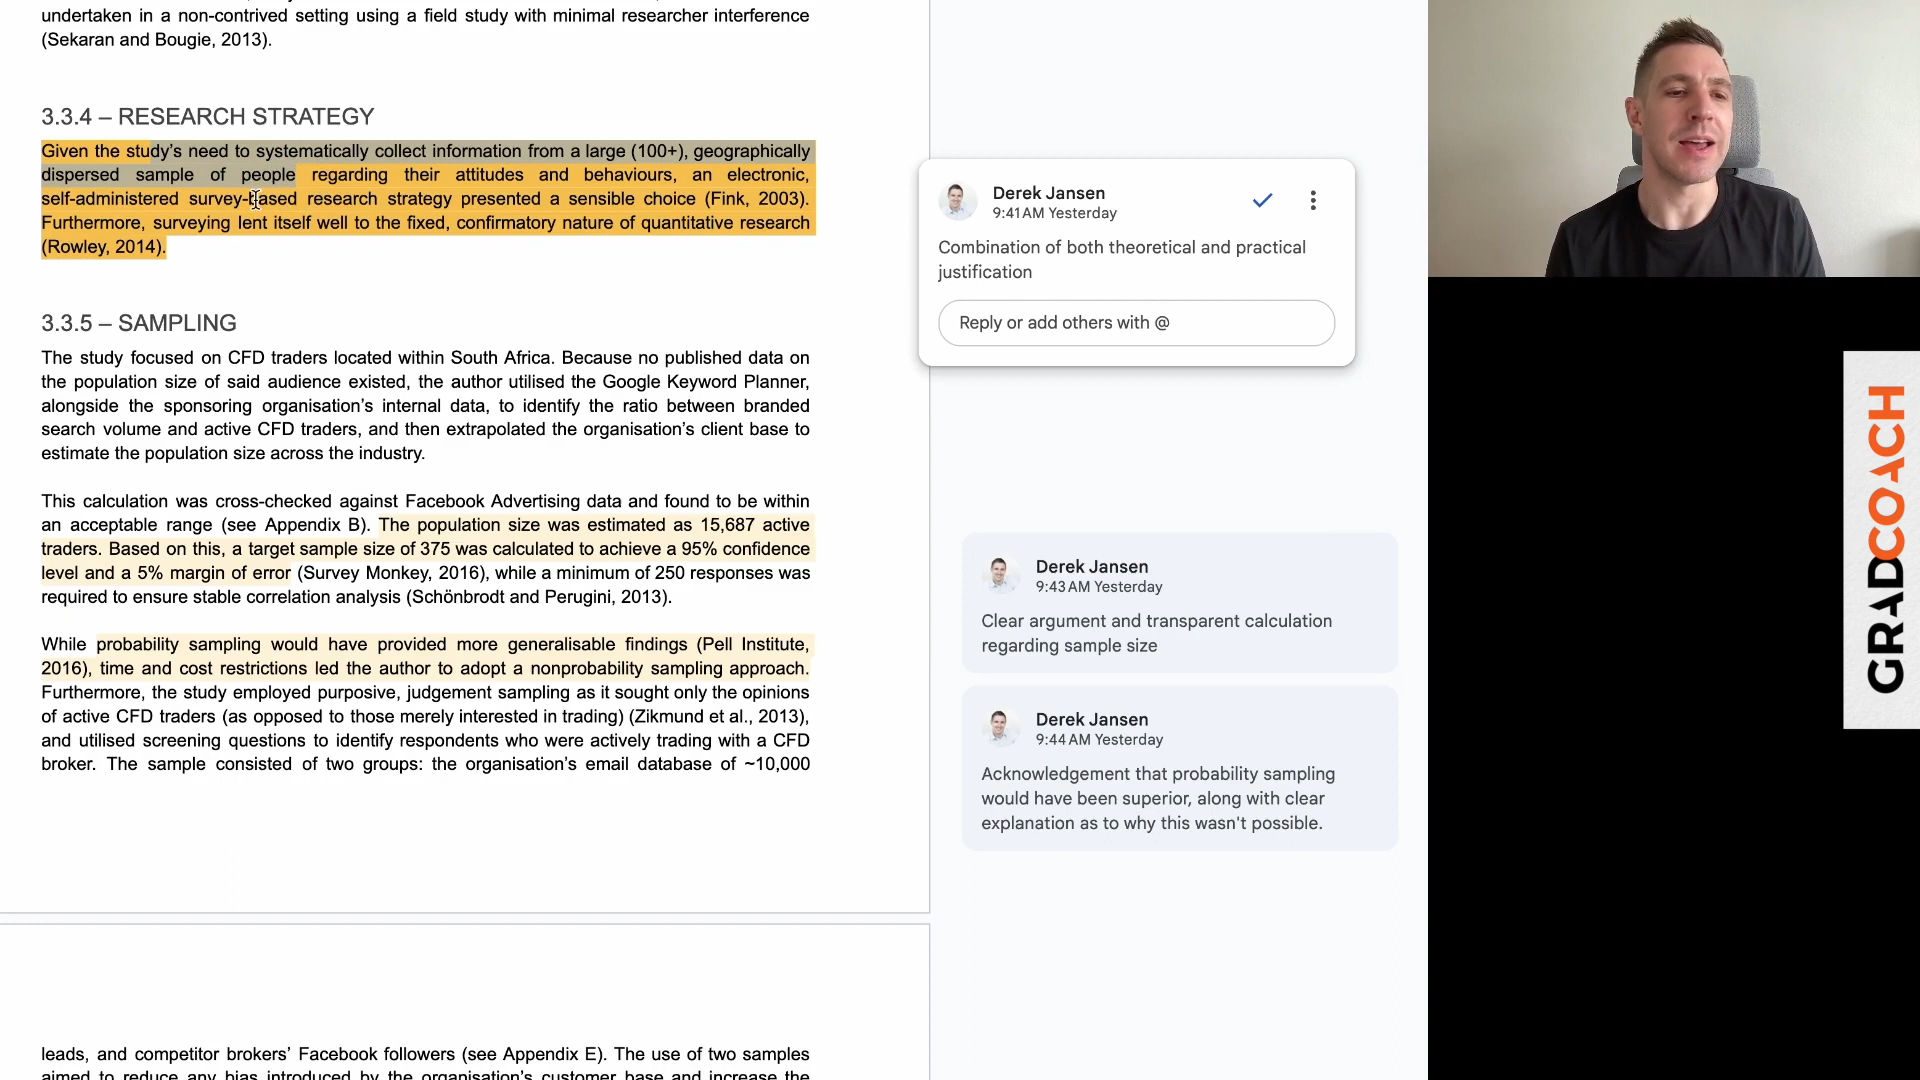 undertaken in a non-contrived setting using a field study with minimal researcher interference
(Sekaran and Bougie, 2013).
3.3.4 – RESEARCH STRATEGY
Given the study's need to systematically collect information from a large (100+), geographically
dispersed sample of people regarding their attitudes and behaviours, an electronic,
self-administered survey-based research strategy presented a sensible choice (Fink, 2003).
Furthermore, surveying lent itself well to the fixed, confirmatory nature of quantitative research
(Rowley, 2014).
3.3.5 – SAMPLING
The study focused on CFD traders located within South Africa. Because no published data on
the population size of said audience existed, the author utilised the Google Keyword Planner,
alongside the sponsoring organisation's internal data, to identify the ratio between branded
search volume and active CFD traders, and then extrapolated the organisation's client base to
estimate the population size across the industry.
This calculation was cross-checked against Facebook Advertising data and found to be within
an acceptable range (see Appendix B). The population size was estimated as 15,687 active
traders. Based on this, a target sample size of 375 was calculated to achieve a 95% confidence
level and a 5% margin of error (Survey Monkey, 2016), while a minimum of 250 responses was
required to ensure stable correlation analysis (Schönbrodt and Perugini, 2013).
While probability sampling would have provided more generalisable findings (Pell Institute,
2016), time and cost restrictions led the author to adopt a nonprobability sampling approach.
Furthermore, the study employed purposive, judgement sampling as it sought only the opinions
of active CFD traders (as opposed to those merely interested in trading) (Zikmund et al., 2013),
and utilised screening questions to identify respondents who were actively trading with a CFD
broker. The sample consisted of two groups: the organisation's email database of ~10,000
leads, and competitor brokers' Facebook followers (see Appendix E). The use of two samples
aimed to reduce any bias introduced by the organisation's customer base and increase the
Derek Jansen
9:41 AM Yesterday
Combination of both theoretical and practical
justification
Reply or add others with @
Derek Jansen
9:43 AM Yesterday
Clear argument and transparent calculation
regarding sample size
Derek Jansen
9:44 AM Yesterday
Acknowledgement that probability sampling
would have been superior, along with clear
explanation as to why this wasn't possible.
GRADCOACH